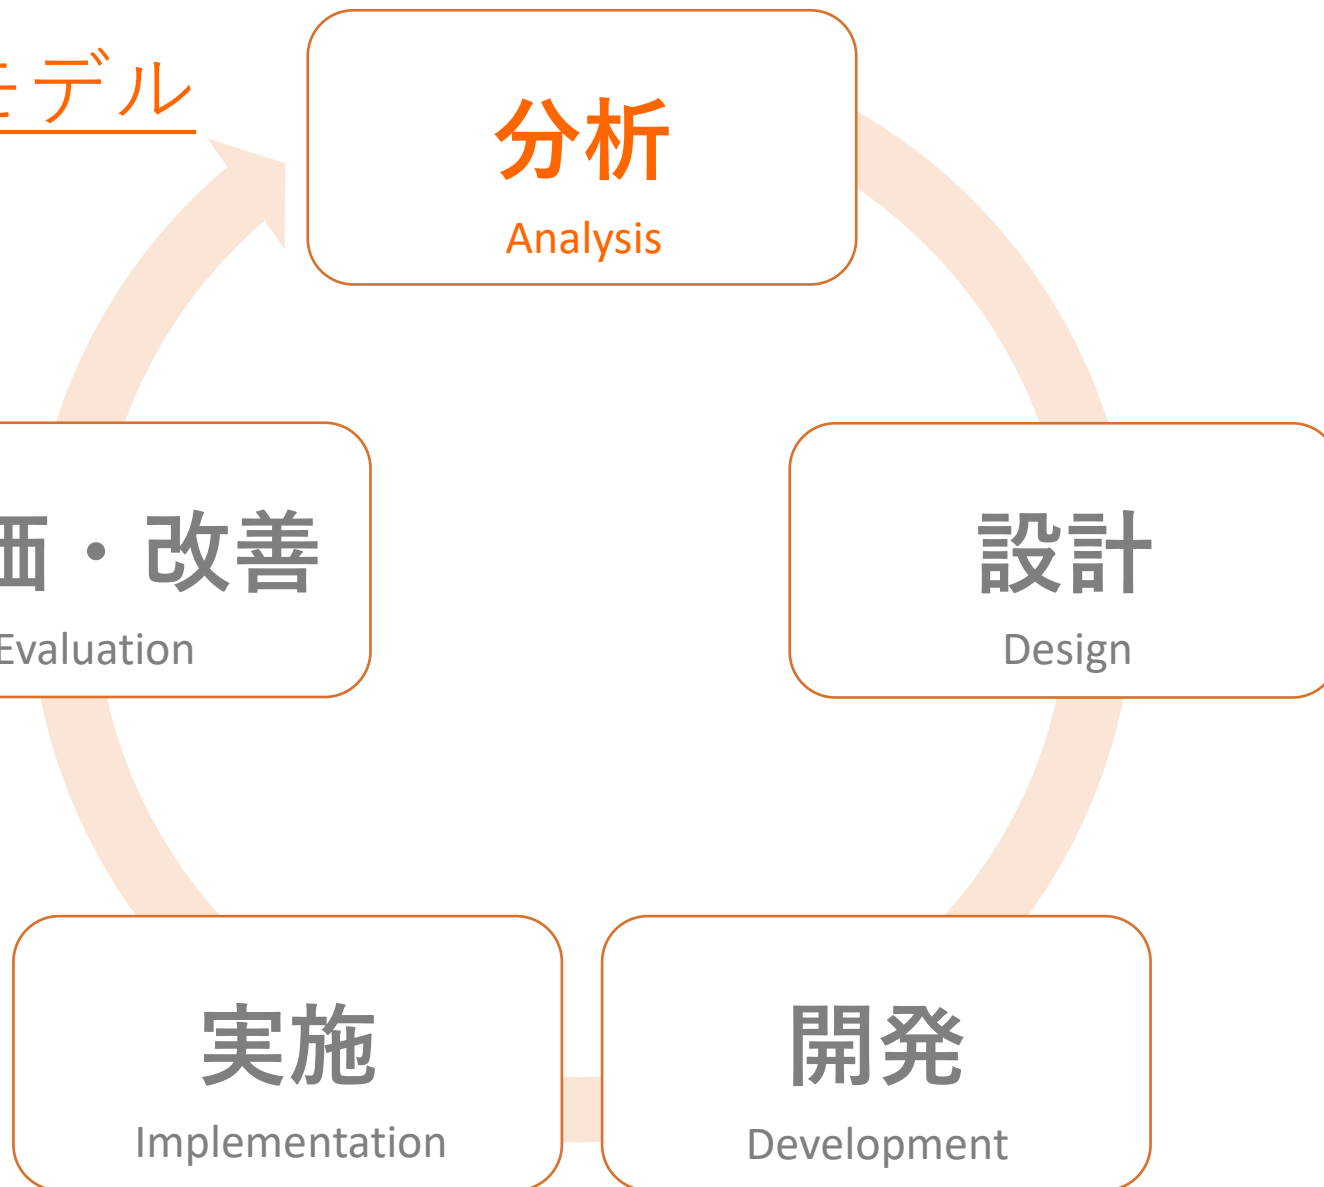 モデル
分析
Analysis
価・改善
Evaluation
設計
Design
実施
Implementation
開発
Development